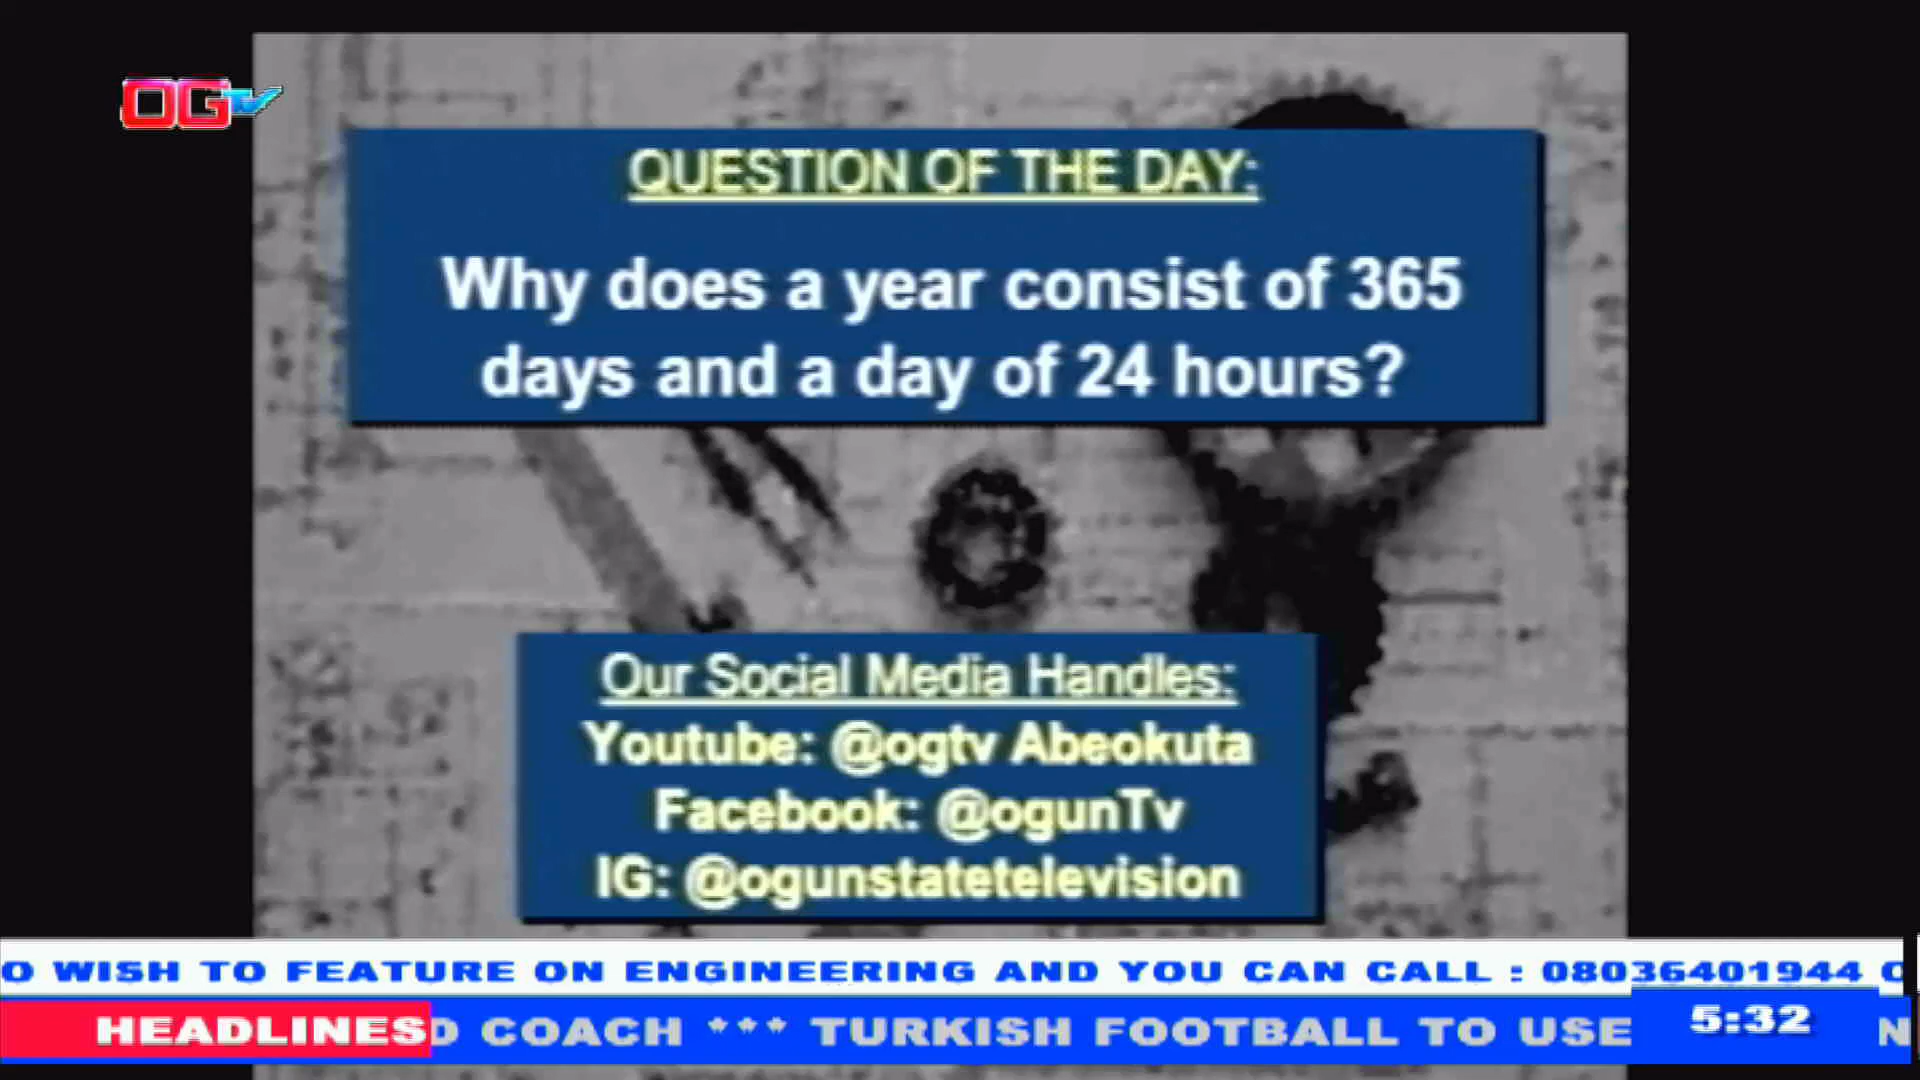 OGTV
QUESTION OF THE DAY:
Why does a year consist of 365
days and a day of 24 hours?
Our Social Media Handles:
Youtube: @ogtv Abeokuta
Facebook: @ogunTv
IG: @ogunstatetelevision
O WISH TO FEATURE ON ENGINEERING AND YOU CAN CALL : 08036401944
HEADLINES D COACH *** TURKISH FOOTBALL TO USE 5:32 N